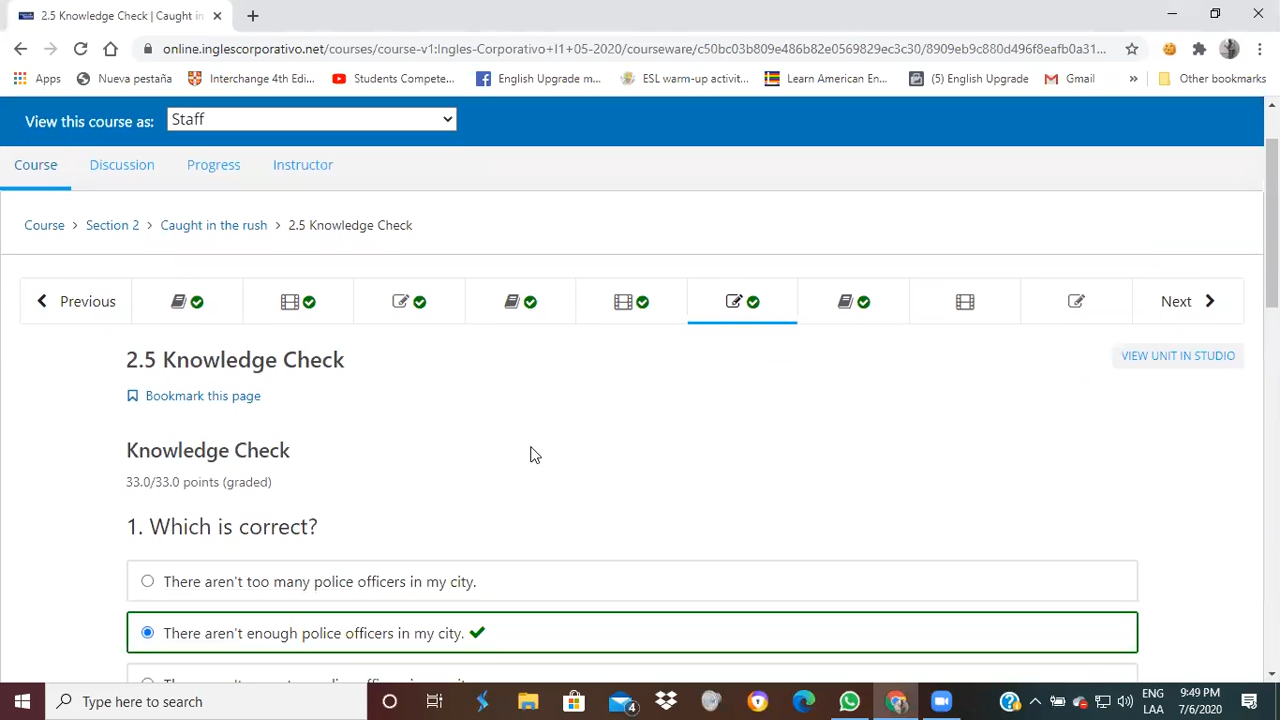 2.5 Knowledge Check | Caught in
online.inglescorporativo.net/courses/course-v1:Ingles-Corporativo+I1+05-2020/courseware/c50bc03b809e486b82e0569829ec3c30/8909eb9c880d496f8eafb0a31...
Apps Nueva pestaña Interchange 4th Edi... Students Compete... English Upgrade m... ESL warm-up activit... Learn American En... (5) English Upgrade Gmail » Other bookmarks
View this course as: Staff
Course Discussion Progress Instructor
Course > Section 2 > Caught in the rush > 2.5 Knowledge Check
Previous Next
2.5 Knowledge Check
VIEW UNIT IN STUDIO
Bookmark this page
Knowledge Check
33.0/33.0 points (graded)
1. Which is correct?
There aren't too many police officers in my city.
There aren't enough police officers in my city.
Type here to search
4
ENG 9:49 PM
LAA 7/6/2020